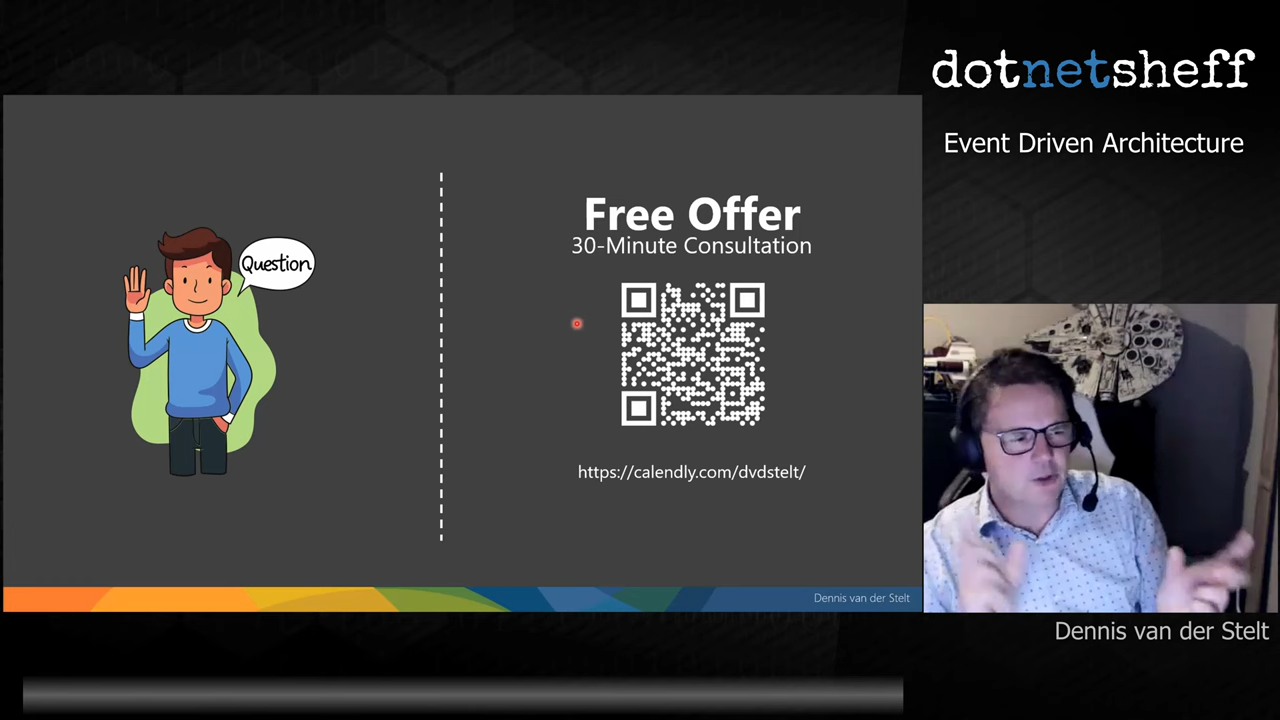 dotnetsheff
Event Driven Architecture
Question
Free Offer
30-Minute Consultation
https://calendly.com/dvdstelt/
Dennis van der Stelt
Dennis van der Stelt